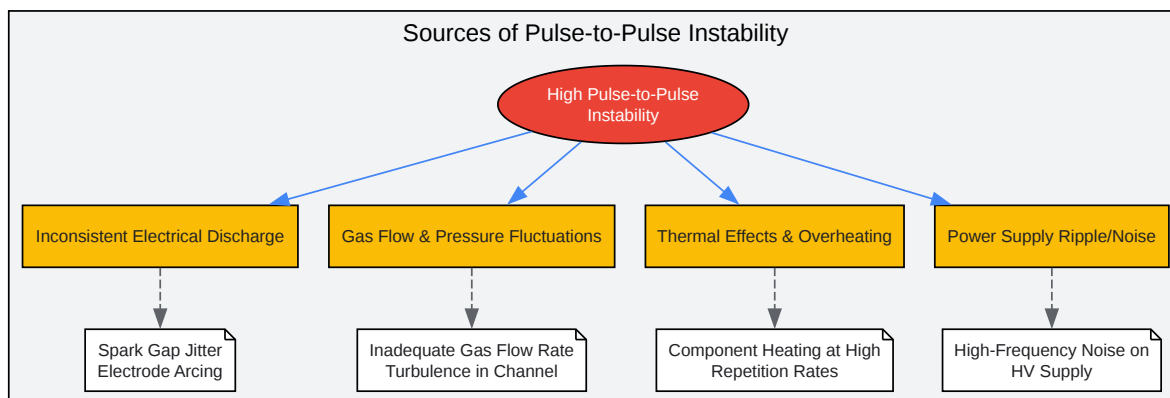 Sources of Pulse-to-Pulse Instability
High Pulse-to-Pulse
Instability
Inconsistent Electrical Discharge
Gas Flow & Pressure Fluctuations
Thermal Effects & Overheating
Power Supply Ripple/Noise
Spark Gap Jitter
Electrode Arcing
Inadequate Gas Flow Rate
Turbulence in Channel
Component Heating at High
Repetition Rates
High-Frequency Noise on
HV Supply